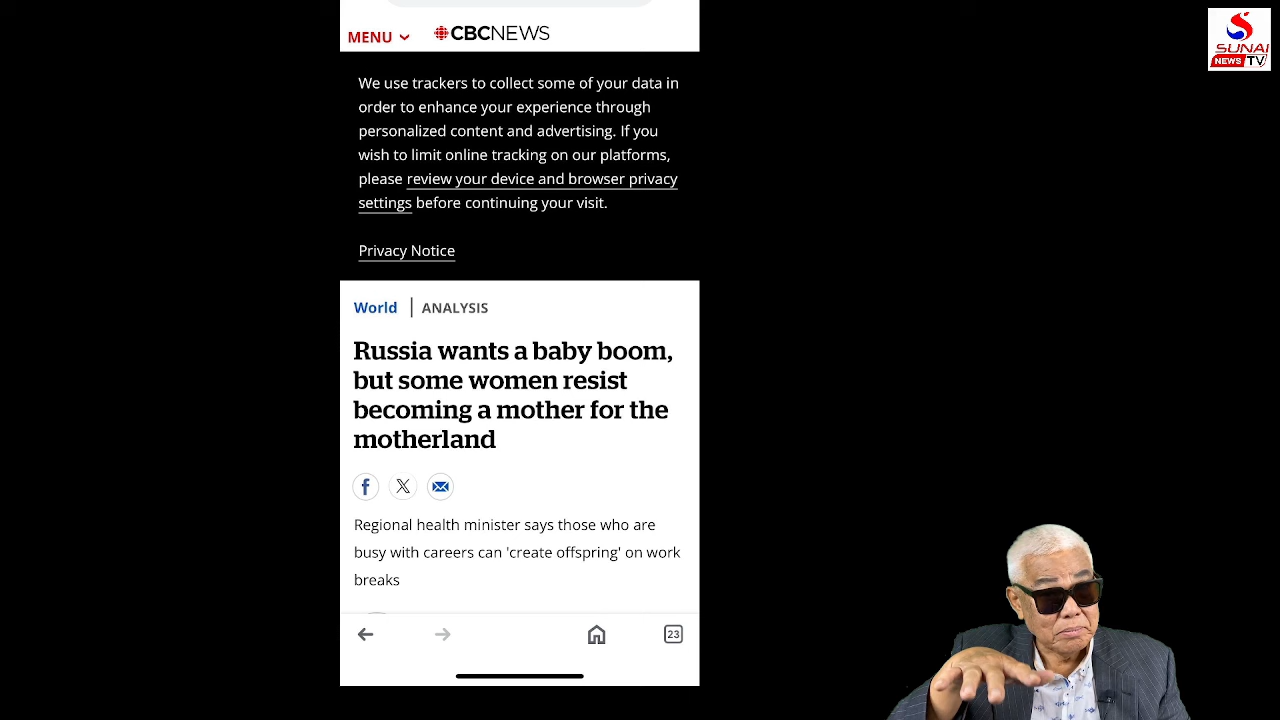 MENU
CBCNEWS
SUNAI
NEWS TV
We use trackers to collect some of your data in
order to enhance your experience through
personalized content and advertising. If you
wish to limit online tracking on our platforms,
please review your device and browser privacy
settings before continuing your visit.
Privacy Notice
World | ANALYSIS
Russia wants a baby boom,
but some women resist
becoming a mother for the
motherland
Regional health minister says those who are
busy with careers can 'create offspring' on work
breaks
23